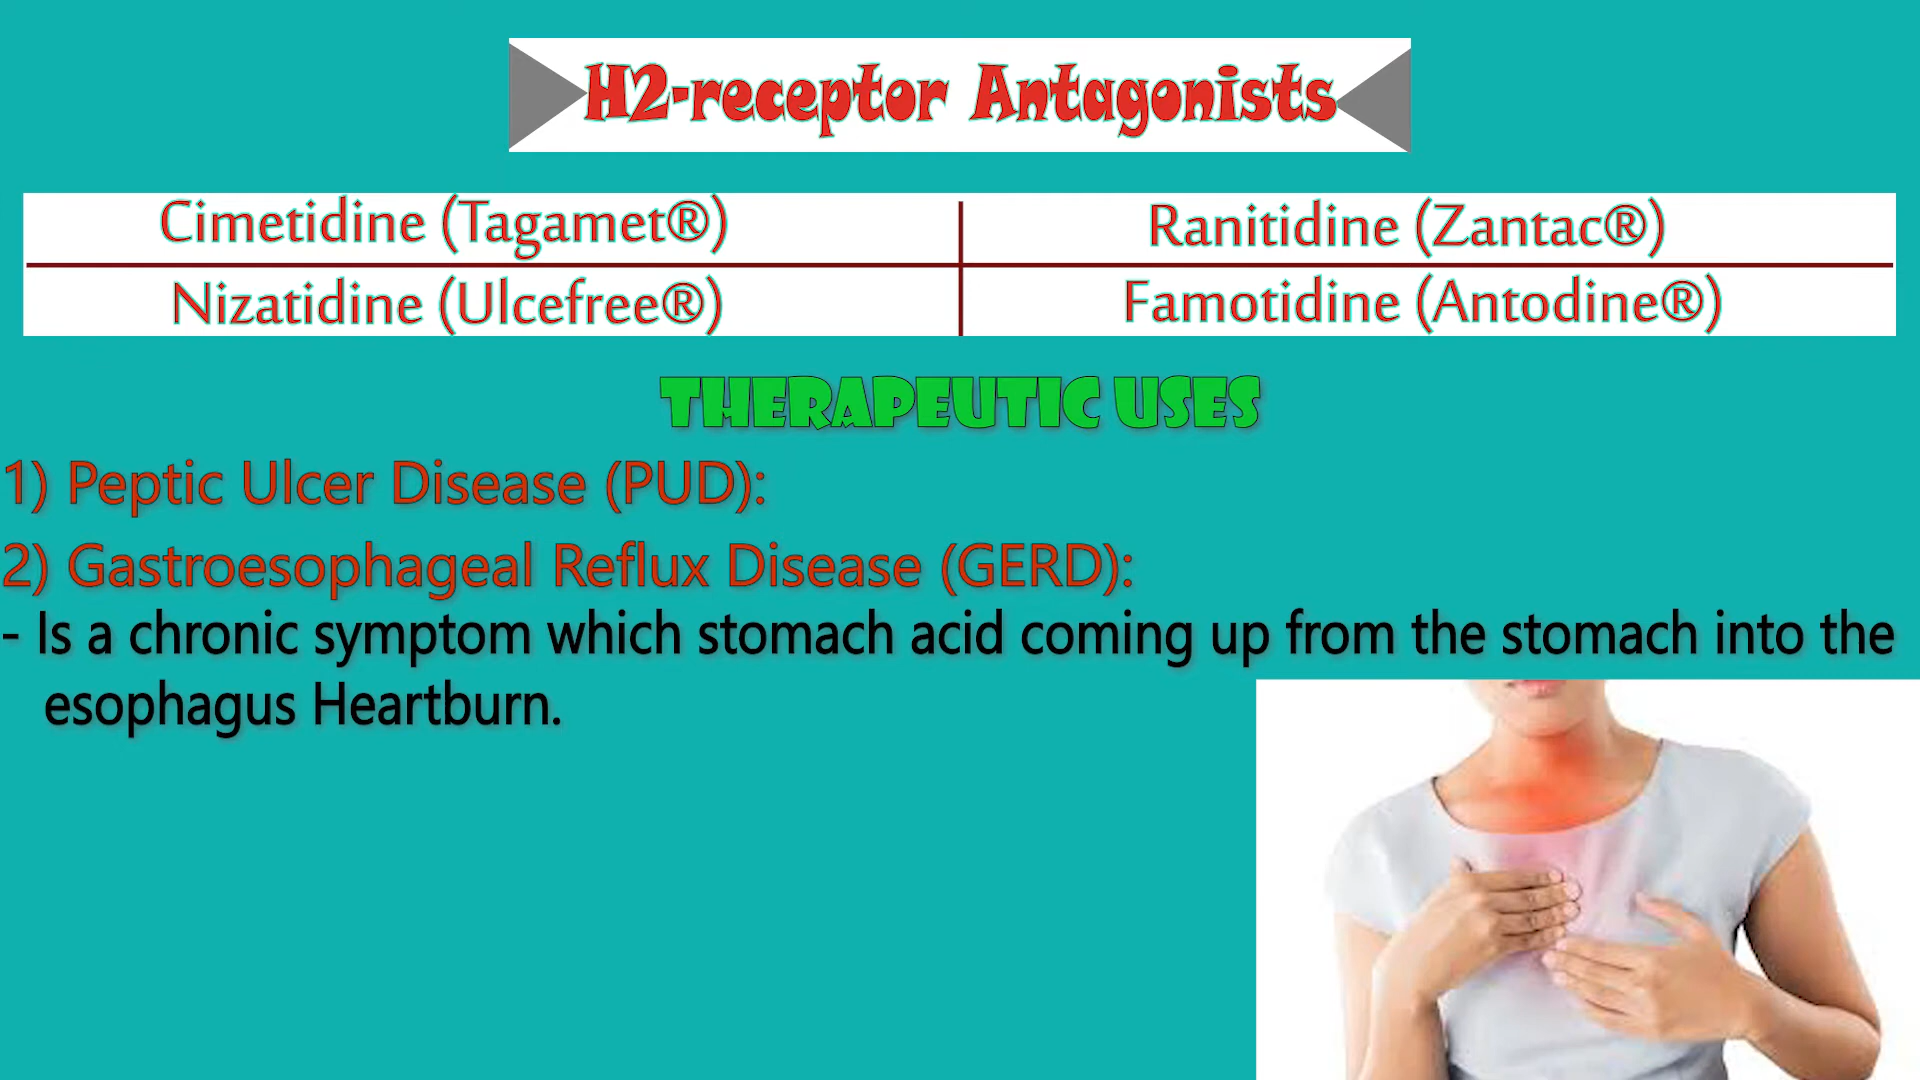 H2-receptor Antagonists
Cimetidine (Tagamet®)
Ranitidine (Zantac®)
Nizatidine (Ulcefree®)
Famotidine (Antodine®)
THERAPEUTIC USES
1) Peptic Ulcer Disease (PUD):
2) Gastroesophageal Reflux Disease (GERD):
- Is a chronic symptom which stomach acid coming up from the stomach into the
esophagus Heartburn.